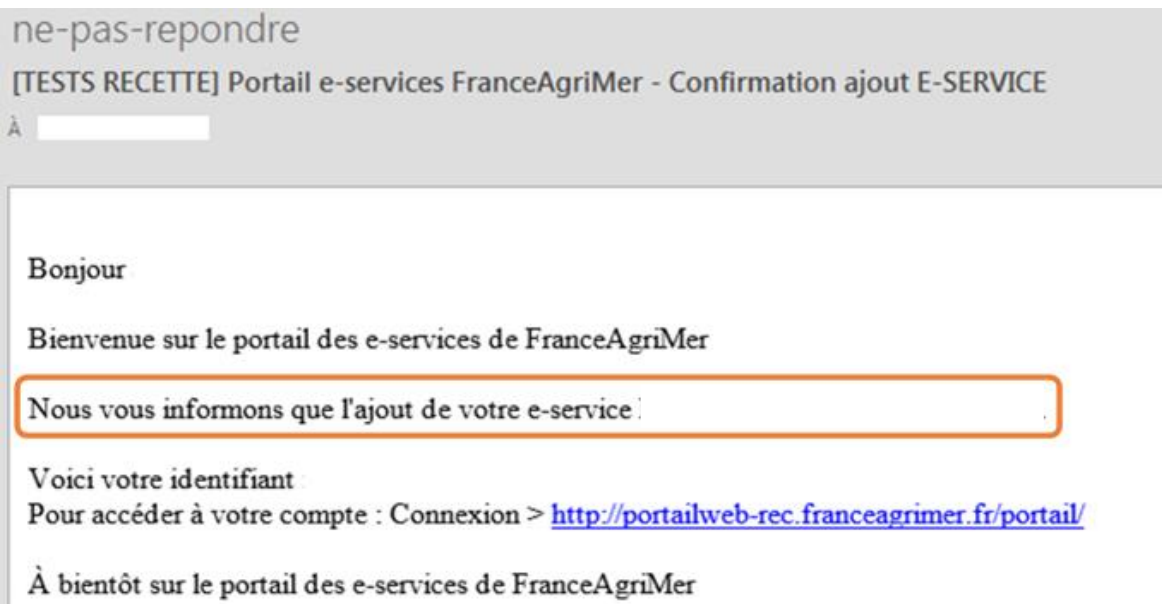 ne-pas-repondre
[TESTS RECETTE] Portail e-services FranceAgriMer - Confirmation ajout E-SERVICE
À
Bonjour
Bienvenue sur le portail des e-services de FranceAgriMer
Nous vous informons que l'ajout de votre e-service
Voici votre identifiant
Pour accéder à votre compte : Connexion > http://portailweb-rec.franceagrimer.fr/portail/
À bientôt sur le portail des e-services de FranceAgriMer